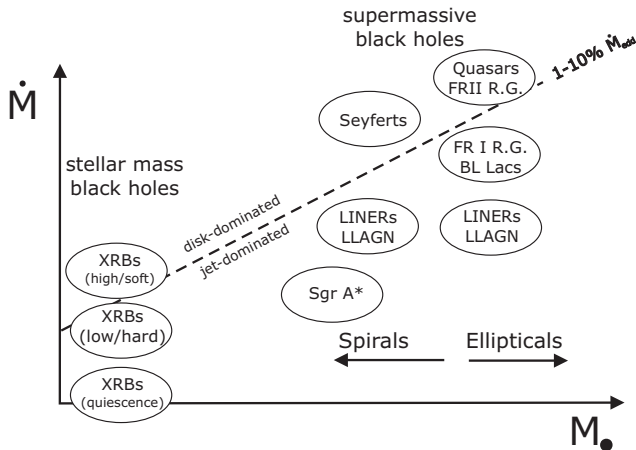 supermassive
black holes
1-10% Ṁedd
Quasars
FRII R.G.
Ṁ
Seyferts
FR I R.G.
BL Lacs
stellar mass
black holes
disk-dominated
jet-dominated
LINERs
LLAGN
LINERs
LLAGN
XRBs
(high/soft)
Sgr A*
XRBs
(low/hard)
Spirals
Ellipticals
XRBs
(quiescence)
M●